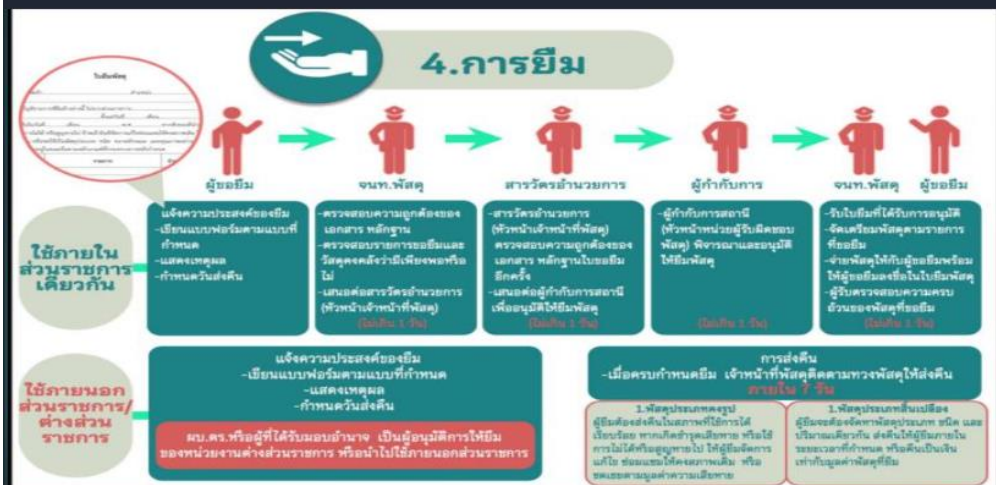 4.การยืม
ใบยืมพัสดุ
ผู้ขอยืม
จนท.พัสดุ
สารวัตรอำนวยการ
ผู้กำกับการ
จนท.พัสดุ
ผู้ขอยืม
ใช้ภายใน
ส่วนราชการ
เดียวกัน
แจ้งความประสงค์ขอยืม
-เขียนแบบฟอร์มตามแบบที่
กำหนด
-แสดงเหตุผล
-กำหนดวันส่งคืน
-ตรวจสอบความถูกต้องของ
เอกสาร หลักฐาน
-ตรวจสอบรายการขอยืมและ
วัสดุคงคลังว่ามีเพียงพอหรือ
ไม่
-เสนอต่อสารวัตรอำนวยการ
(หัวหน้าเจ้าหน้าที่พัสดุ)
(ไม่เกิน 1 วัน)
-สารวัตรอำนวยการ
(หัวหน้าเจ้าหน้าที่พัสดุ)
ตรวจสอบความถูกต้องของ
เอกสาร หลักฐานใบขอยืม
อีกครั้ง
-เสนอต่อผู้กำกับการสถานี
เพื่ออนุมัติให้ยืมพัสดุ
(ไม่เกิน 1 วัน)
-ผู้กำกับการสถานี
(หัวหน้าหน่วยผู้รับผิดชอบ
พัสดุ) พิจารณาและอนุมัติ
ให้ยืมพัสดุ
(ไม่เกิน 1 วัน)
-รับใบยืมที่ได้รับการอนุมัติ
-จัดเตรียมพัสดุตามรายการ
ที่ขอยืม
-จ่ายพัสดุให้กับผู้ขอยืมพร้อม
ให้ผู้ขอยืมลงชื่อในใบยืมพัสดุ
-ผู้รับตรวจสอบความครบ
ถ้วนของพัสดุที่ขอยืม
(ไม่เกิน 1 วัน)
ใช้ภายนอก
ส่วนราชการ/
ต่างส่วน
ราชการ
แจ้งความประสงค์ขอยืม
-เขียนแบบฟอร์มตามแบบที่กำหนด
-แสดงเหตุผล
-กำหนดวันส่งคืน
ผบ.ตร.หรือผู้ที่ได้รับมอบอำนาจ เป็นผู้อนุมัติการให้ยืม
ของหน่วยงานต่างส่วนราชการ หรือนำไปใช้ภายนอกส่วนราชการ
การส่งคืน
-เมื่อครบกำหนดยืม เจ้าหน้าที่พัสดุติดตามทวงพัสดุให้ส่งคืน
ภายใน 7 วัน
1.พัสดุประเภทคงรูป
ผู้ยืมต้องส่งคืนในสภาพที่ใช้การได้
เรียบร้อย หากเกิดชำรุดเสียหาย หรือใช้
การไม่ได้หรือสูญหายไป ให้ผู้ยืมจัดการ
แก้ไข ซ่อมแซมให้คงสภาพเดิม หรือ
ชดเชยตามมูลค่าความเสียหาย
1.พัสดุประเภทสิ้นเปลือง
ผู้ยืมจะต้องจัดหาพัสดุประเภท ชนิด และ
ปริมาณเดียวกัน ส่งคืนให้ผู้ยืมภายใน
ระยะเวลาที่กำหนด หรือคืนเป็นเงิน
เท่ากับมูลค่าพัสดุที่ยืม